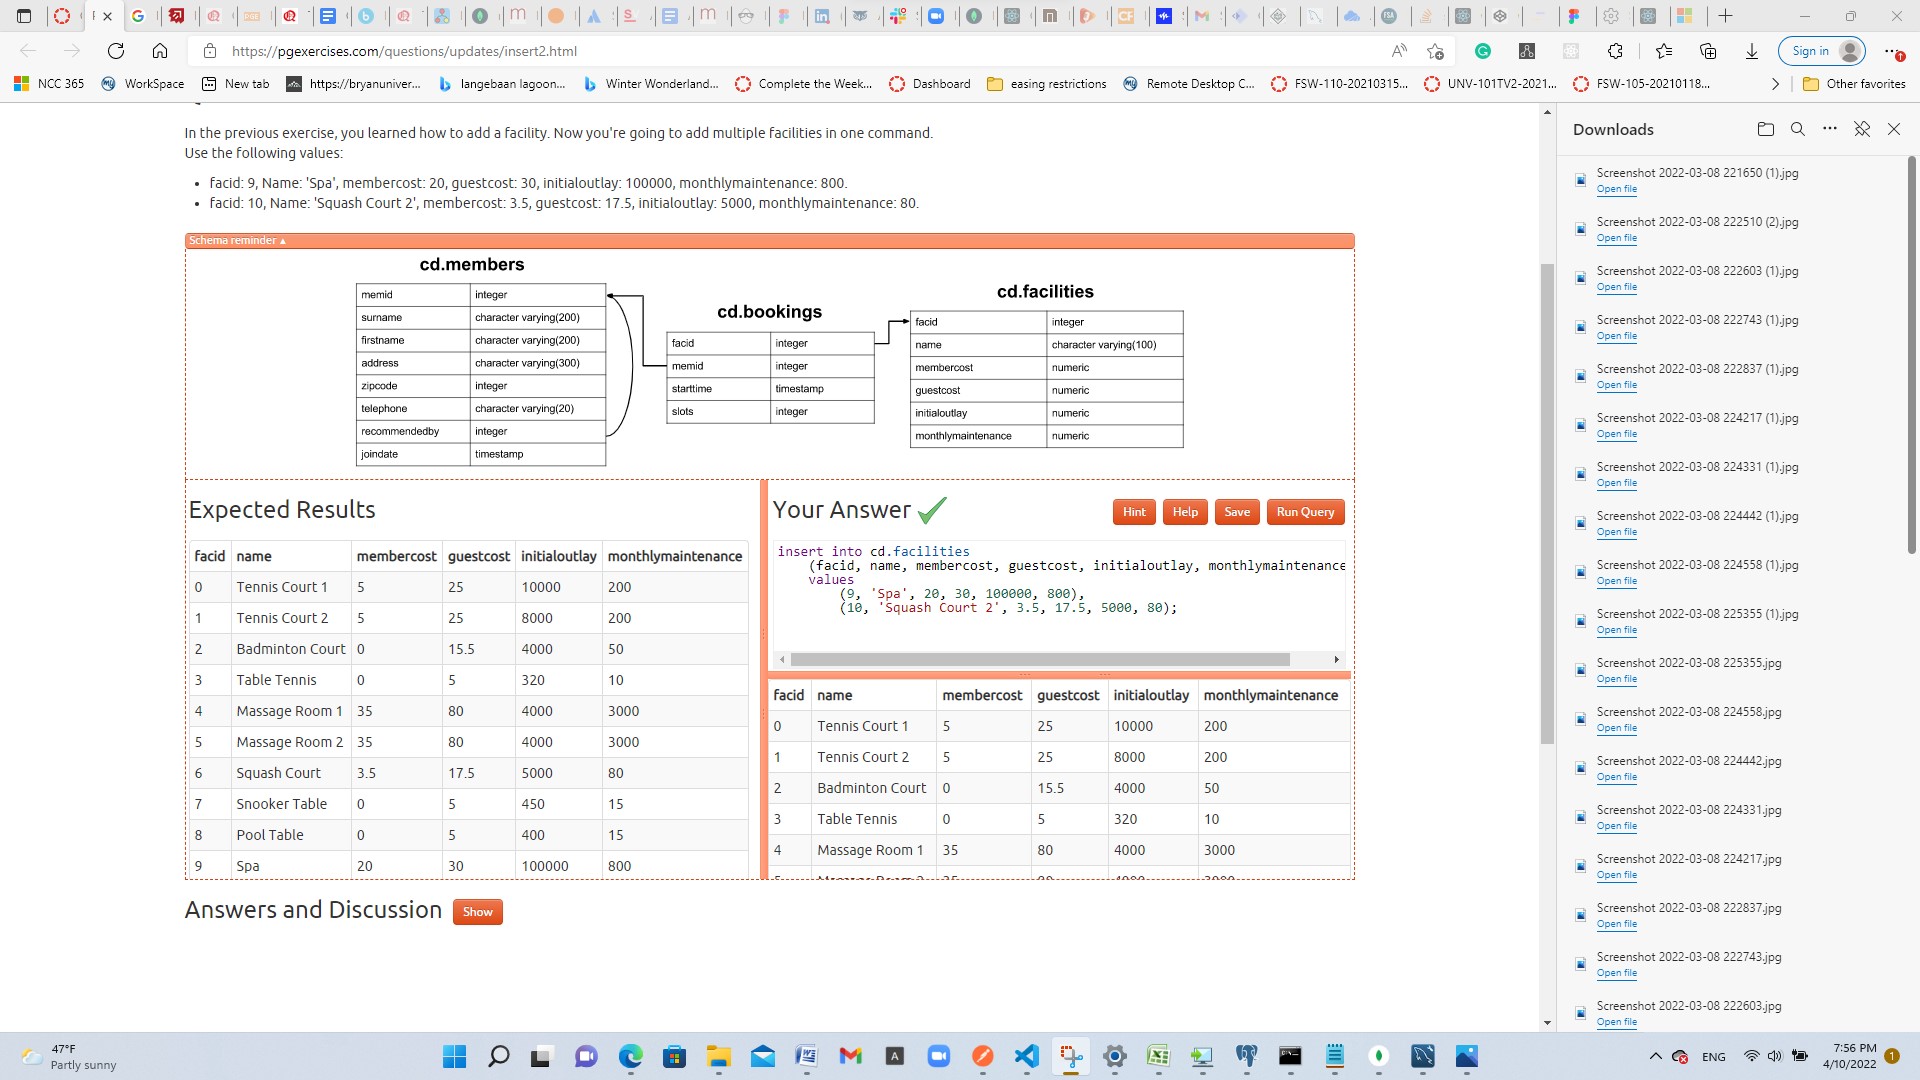 https://pgexercises.com/questions/updates/insert2.html
Sign in
NCC 365
WorkSpace
New tab
https://bryanuniver...
langebaan lagoon...
Winter Wonderland...
Complete the Week...
Dashboard
easing restrictions
Remote Desktop C...
FSW-110-20210315...
UNV-101TV2-2021...
FSW-105-20210118...
Other favorites
In the previous exercise, you learned how to add a facility. Now you're going to add multiple facilities in one command.
Use the following values:
• facid: 9, Name: 'Spa', membercost: 20, guestcost: 30, initialoutlay: 100000, monthlymaintenance: 800.
• facid: 10, Name: 'Squash Court 2', membercost: 3.5, guestcost: 17.5, initialoutlay: 5000, monthlymaintenance: 80.
Schema reminder ▲
cd.members
memid integer
surname character varying(200)
firstname character varying(200)
address character varying(300)
zipcode integer
telephone character varying(20)
recommendedby integer
joindate timestamp
cd.bookings
facid integer
memid integer
starttime timestamp
slots integer
cd.facilities
facid integer
name character varying(100)
membercost numeric
guestcost numeric
initialoutlay numeric
monthlymaintenance numeric
Expected Results
facid name membercost guestcost initialoutlay monthlymaintenance
0 Tennis Court 1 5 25 10000 200
1 Tennis Court 2 5 25 8000 200
2 Badminton Court 0 15.5 4000 50
3 Table Tennis 0 5 320 10
4 Massage Room 1 35 80 4000 3000
5 Massage Room 2 35 80 4000 3000
6 Squash Court 3.5 17.5 5000 80
7 Snooker Table 0 5 450 15
8 Pool Table 0 5 400 15
9 Spa 20 30 100000 800
Your Answer
Hint Help Save Run Query
insert into cd.facilities
(facid, name, membercost, guestcost, initialoutlay, monthlymaintenance
values
(9, 'Spa', 20, 30, 100000, 800),
(10, 'Squash Court 2', 3.5, 17.5, 5000, 80);
facid name membercost guestcost initialoutlay monthlymaintenance
0 Tennis Court 1 5 25 10000 200
1 Tennis Court 2 5 25 8000 200
2 Badminton Court 0 15.5 4000 50
3 Table Tennis 0 5 320 10
4 Massage Room 1 35 80 4000 3000
Answers and Discussion Show
Downloads
Screenshot 2022-03-08 221650 (1).jpg
Open file
Screenshot 2022-03-08 222510 (2).jpg
Open file
Screenshot 2022-03-08 222603 (1).jpg
Open file
Screenshot 2022-03-08 222743 (1).jpg
Open file
Screenshot 2022-03-08 222837 (1).jpg
Open file
Screenshot 2022-03-08 224217 (1).jpg
Open file
Screenshot 2022-03-08 224331 (1).jpg
Open file
Screenshot 2022-03-08 224442 (1).jpg
Open file
Screenshot 2022-03-08 224558 (1).jpg
Open file
Screenshot 2022-03-08 225355 (1).jpg
Open file
Screenshot 2022-03-08 225355.jpg
Open file
Screenshot 2022-03-08 224558.jpg
Open file
Screenshot 2022-03-08 224442.jpg
Open file
Screenshot 2022-03-08 224331.jpg
Open file
Screenshot 2022-03-08 224217.jpg
Open file
Screenshot 2022-03-08 222837.jpg
Open file
Screenshot 2022-03-08 222743.jpg
Open file
Screenshot 2022-03-08 222603.jpg
Open file
47°F
Partly sunny
ENG
7:56 PM
4/10/2022
1